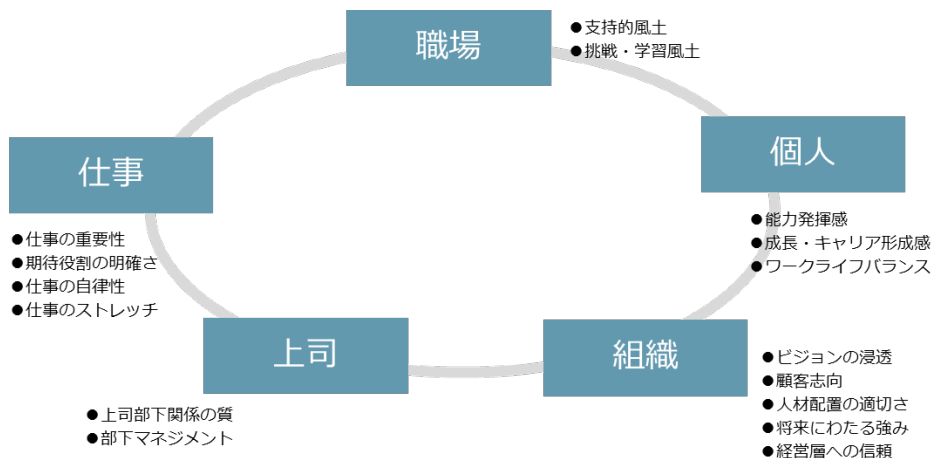 職場
●支持的風土
●挑戦・学習風土
個人
●能力発揮感
●成長・キャリア形成感
●ワークライフバランス
仕事
●仕事の重要性
●期待役割の明確さ
●仕事の自律性
●仕事のストレッチ
上司
●上司部下関係の質
●部下マネジメント
組織
●ビジョンの浸透
●顧客志向
●人材配置の適切さ
●将来にわたる強み
●経営層への信頼